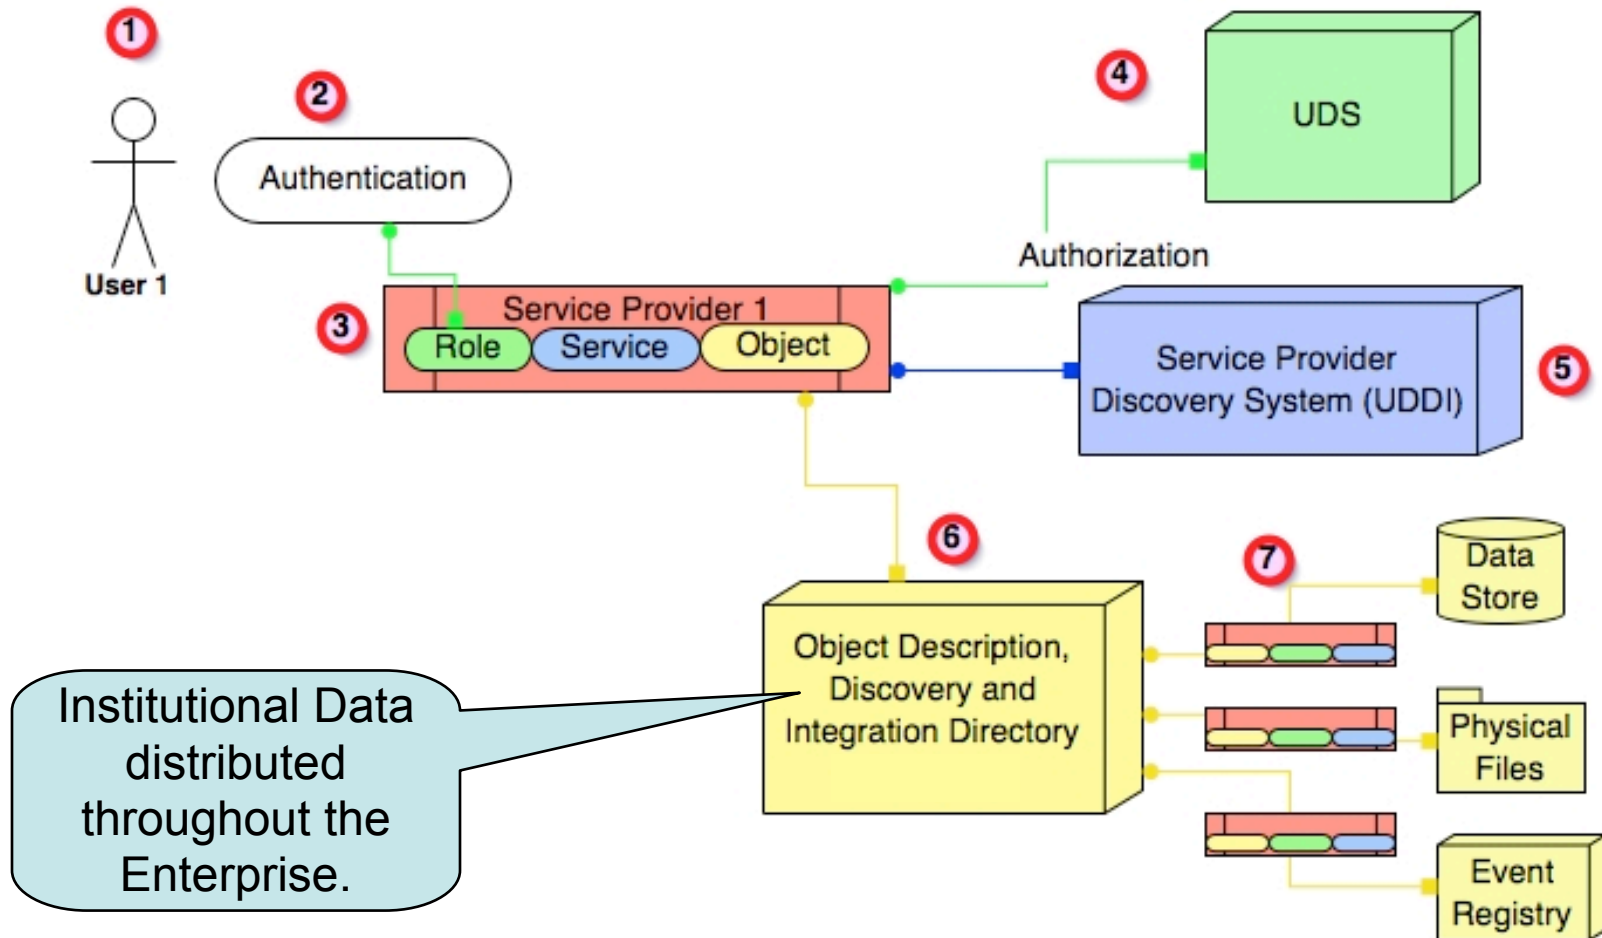 1
2
Authentication
User 1
3
Service Provider 1
Role
Service
Object
4
UDS
Authorization
Service Provider
Discovery System (UDDI)
5
6
Object Description,
Discovery and
Integration Directory
7
Data
Store
Physical
Files
Event
Registry
Institutional Data
distributed
throughout the
Enterprise.